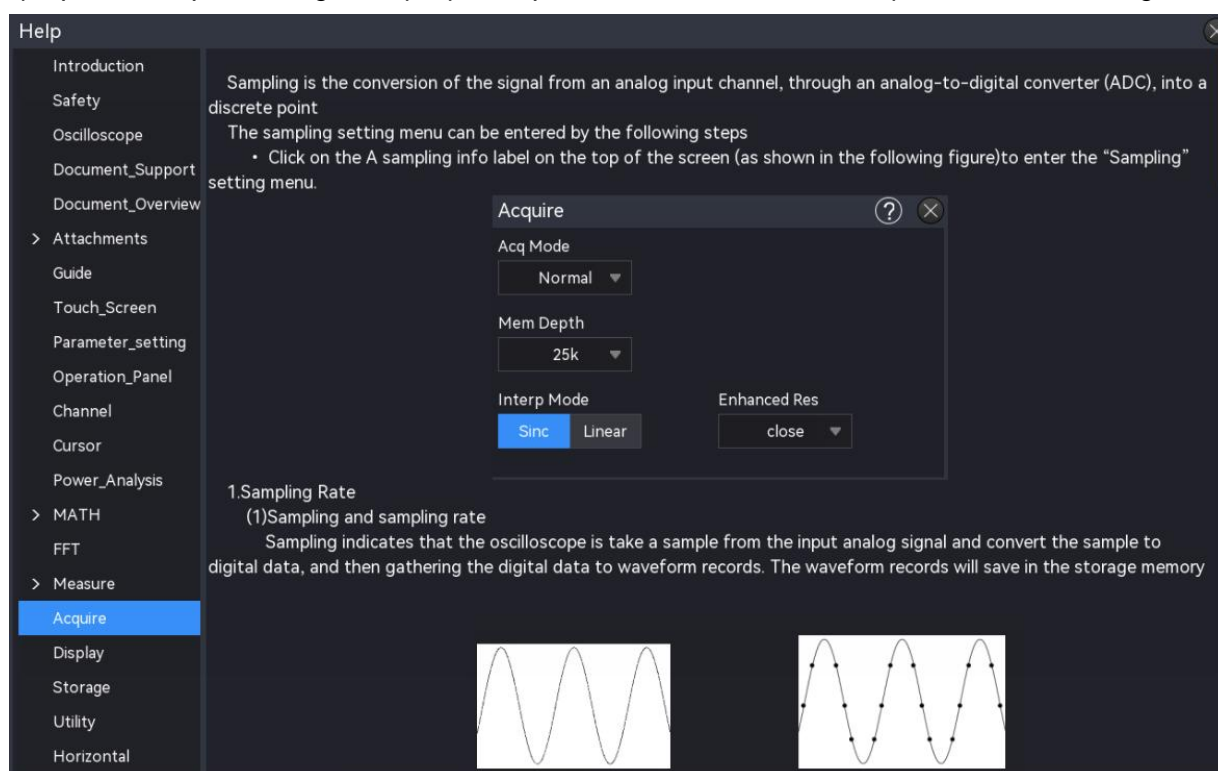 Help
Introduction
Safety
Oscilloscope
Document_Support
Document_Overview
> Attachments
Guide
Touch_Screen
Parameter_setting
Operation_Panel
Channel
Cursor
Power_Analysis
> MATH
FFT
> Measure
Acquire
Display
Storage
Utility
Horizontal
Sampling is the conversion of the signal from an analog input channel, through an analog-to-digital converter (ADC), into a
discrete point
The sampling setting menu can be entered by the following steps
• Click on the A sampling info label on the top of the screen (as shown in the following figure)to enter the “Sampling”
setting menu.
Acquire ?
Acq Mode
Normal
Mem Depth
25k
Interp Mode Enhanced Res
Sinc Linear close
1.Sampling Rate
(1)Sampling and sampling rate
Sampling indicates that the oscilloscope is take a sample from the input analog signal and convert the sample to
digital data, and then gathering the digital data to waveform records. The waveform records will save in the storage memory